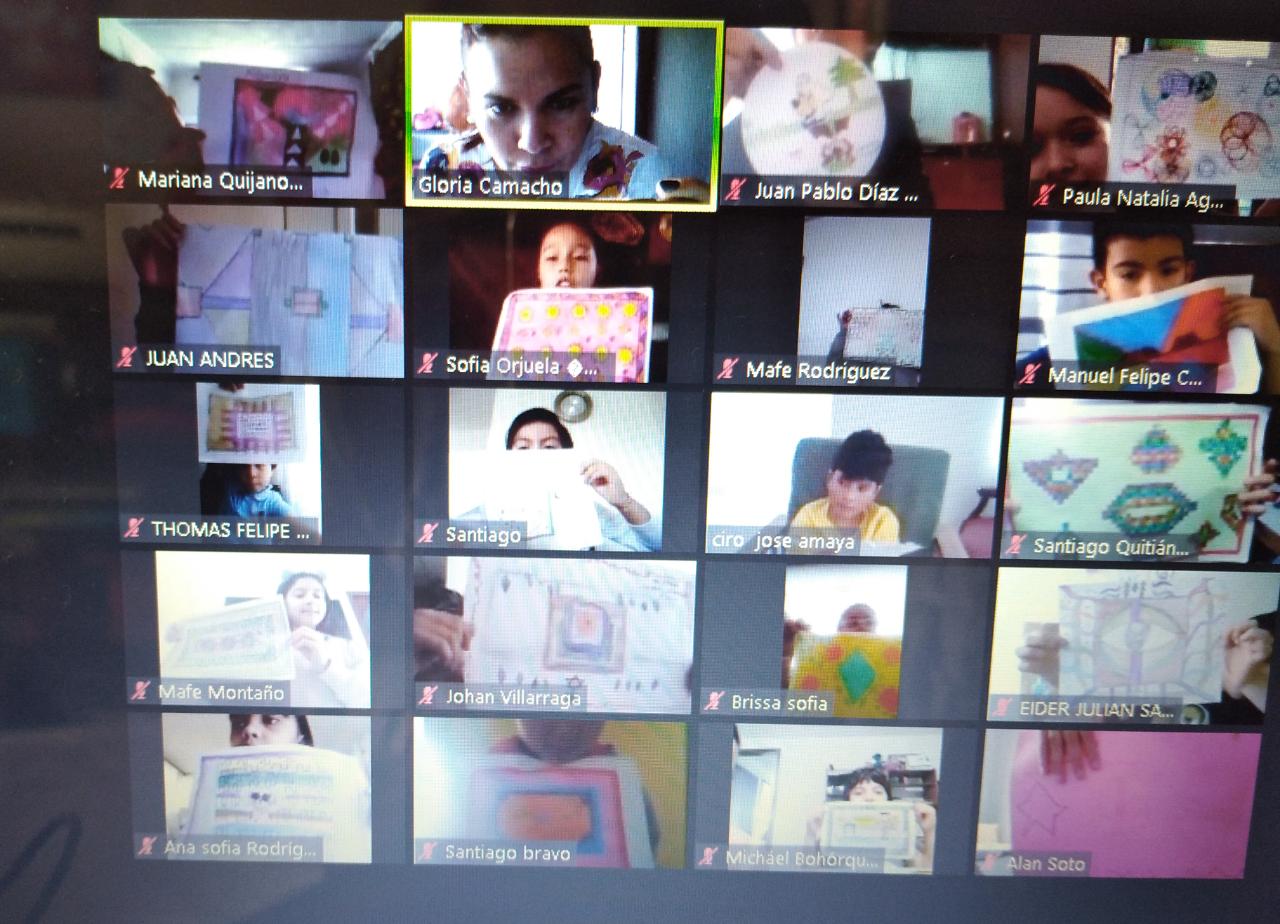 Mariana Quijano...
Gloria Camacho
Juan Pablo Díaz ...
Paula Natalia Ag...
JUAN ANDRES
Sofia Orjuela �...
Mafe Rodríguez
Manuel Felipe C...
THOMAS FELIPE ...
Santiago
ciro jose amaya
Santiago Quitián...
Mafe Montaño
Johan Villarraga
Brissa sofia
EIDER JULIAN SA...
Ana sofia Rodríg...
Santiago bravo
Micháel Bohórqu...
Alan Soto